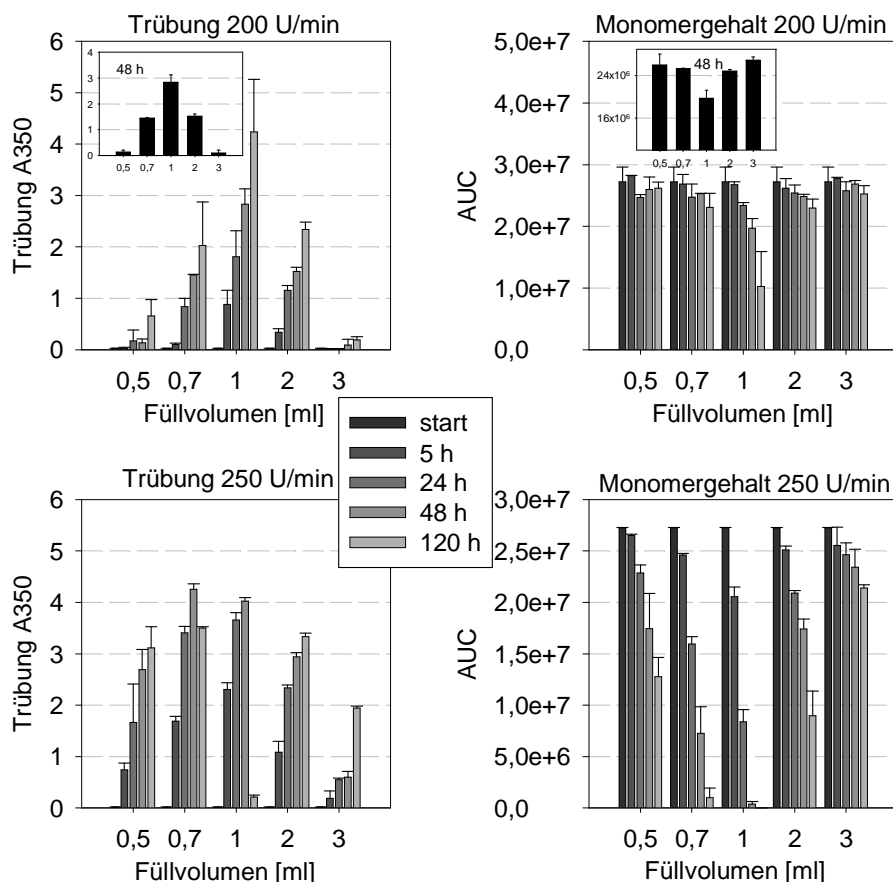 Trübung 200 U/min
Trübung A350
6
5
4
3
2
1
0
4
3
2
1
0
48 h
0,5 0,7 1 2 3
0,5 0,7 1 2 3
Füllvolumen [ml]
Monomergehalt 200 U/min
AUC
5,0e+7
4,0e+7
3,0e+7
2,0e+7
1,0e+7
0,0
24x10⁶
16x10⁶
48 h
0,5 0,7 1 2 3
0,5 0,7 1 2 3
Füllvolumen [ml]
start
5 h
24 h
48 h
120 h
Trübung 250 U/min
Trübung A350
6
5
4
3
2
1
0
0,5 0,7 1 2 3
Füllvolumen [ml]
Monomergehalt 250 U/min
AUC
3,0e+7
2,5e+7
2,0e+7
1,5e+7
1,0e+7
5,0e+6
0,0
0,5 0,7 1 2 3
Füllvolumen [ml]